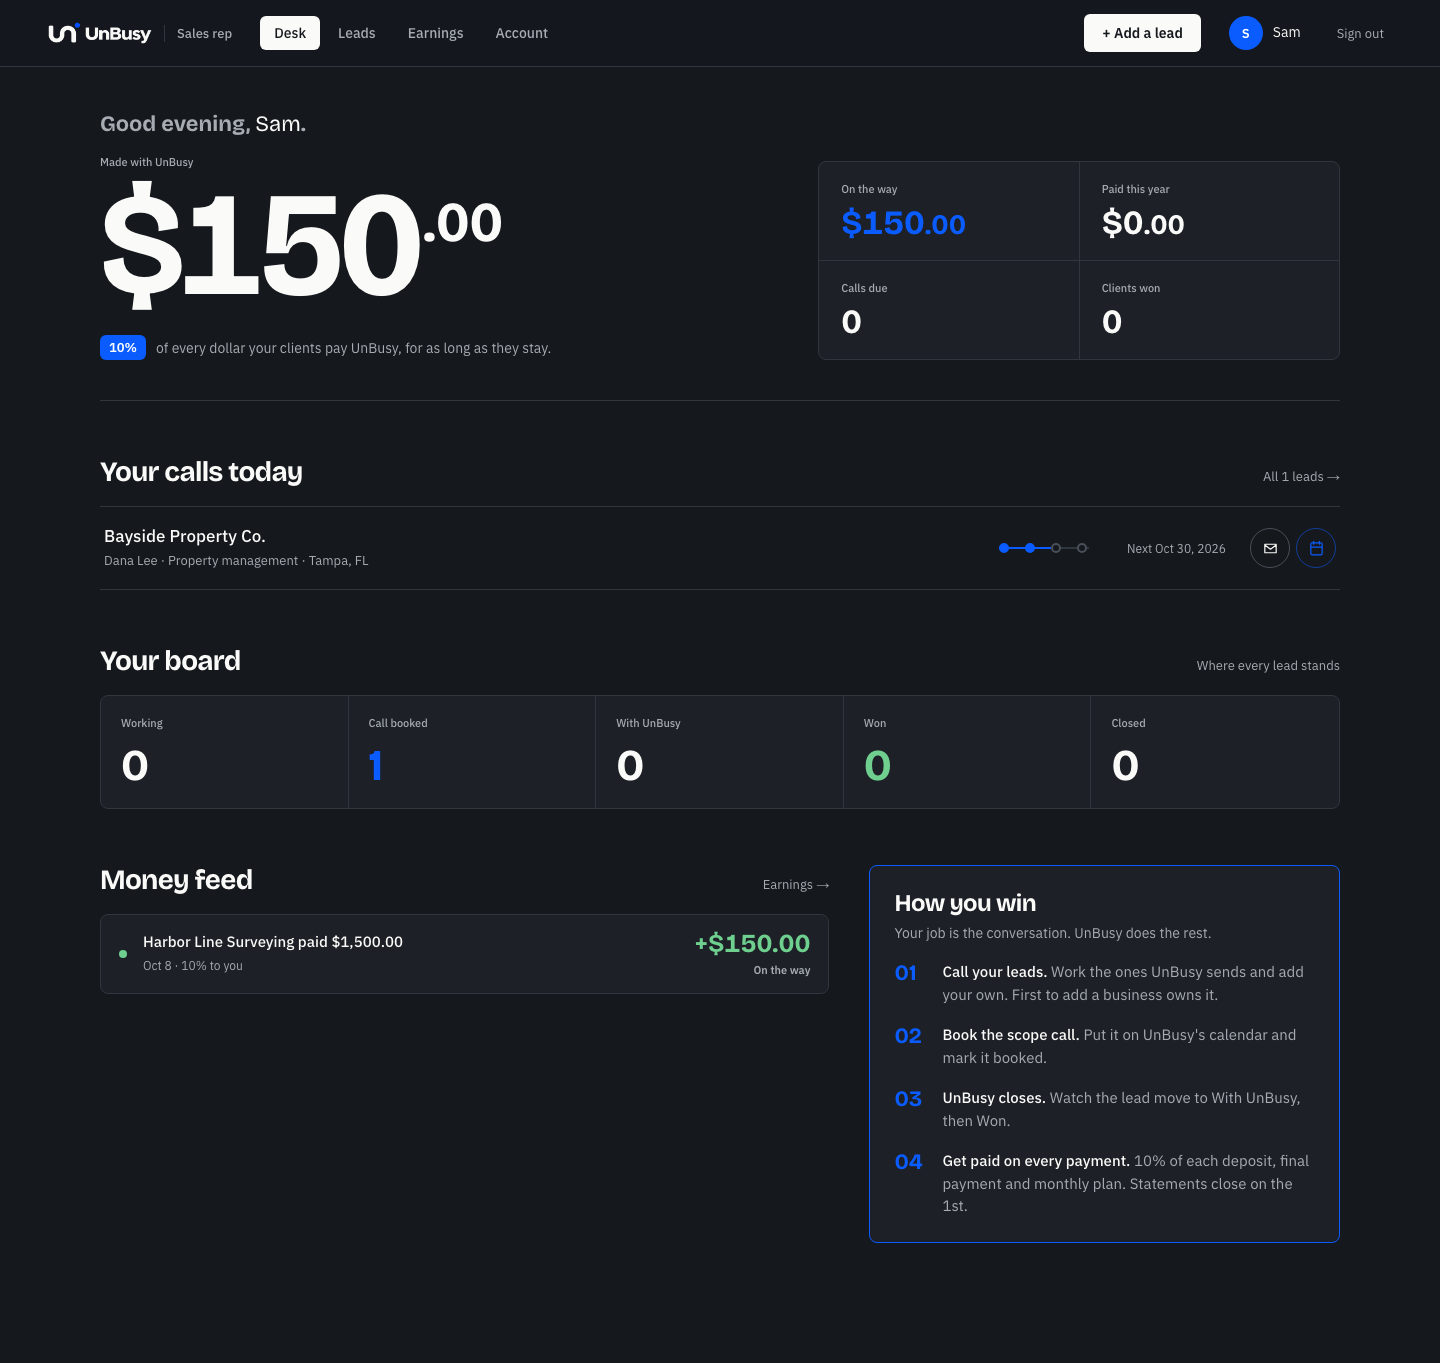 UnBusy
Sales rep
Desk
Leads
Earnings
Account
+ Add a lead
S
Sam
Sign out
Good evening, Sam.
Made with UnBusy
$150.00
10% of every dollar your clients pay UnBusy, for as long as they stay.
On the way
$150.00
Paid this year
$0.00
Calls due
0
Clients won
0
Your calls today
All 1 leads →
Bayside Property Co.
Dana Lee · Property management · Tampa, FL
Next Oct 30, 2026
Your board
Where every lead stands
Working
0
Call booked
1
With UnBusy
0
Won
0
Closed
0
Money feed
Earnings →
Harbor Line Surveying paid $1,500.00
Oct 8 · 10% to you
+$150.00
On the way
How you win
Your job is the conversation. UnBusy does the rest.
01
Call your leads. Work the ones UnBusy sends and add
your own. First to add a business owns it.
02
Book the scope call. Put it on UnBusy's calendar and
mark it booked.
03
UnBusy closes. Watch the lead move to With UnBusy,
then Won.
04
Get paid on every payment. 10% of each deposit, final
payment and monthly plan. Statements close on the
1st.